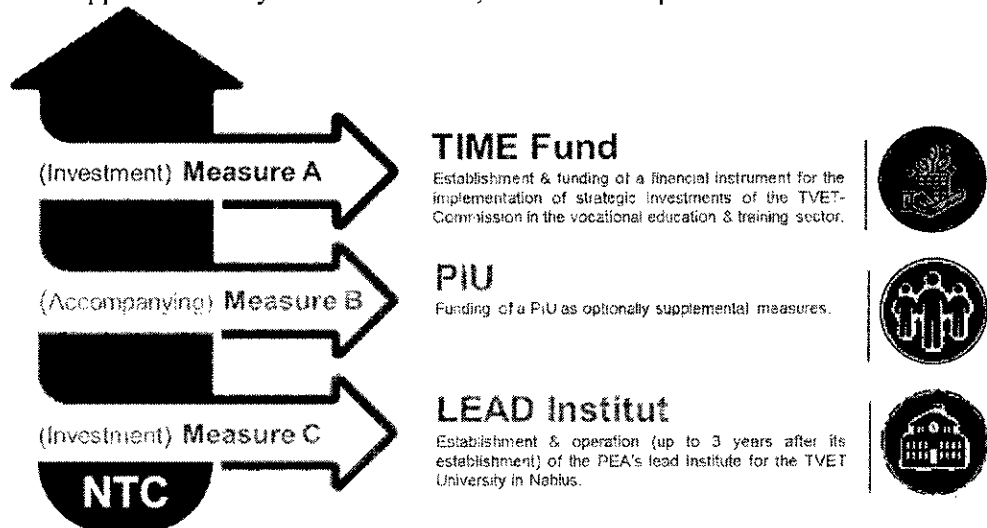 TIME Fund
(Investment) Measure A
Establishment & funding of a financial instrument for the
implementation of strategic investments of the TVET-
Commission in the vocational education & training sector.
PIU
(Accompanying) Measure B
Funding of a PIU as optionally supplemental measures.
LEAD Institut
(Investment) Measure C
Establishment & operation (up to 3 years after its
establishment) of the PEA's lead institute for the TVET
University in Nablus.
NTC